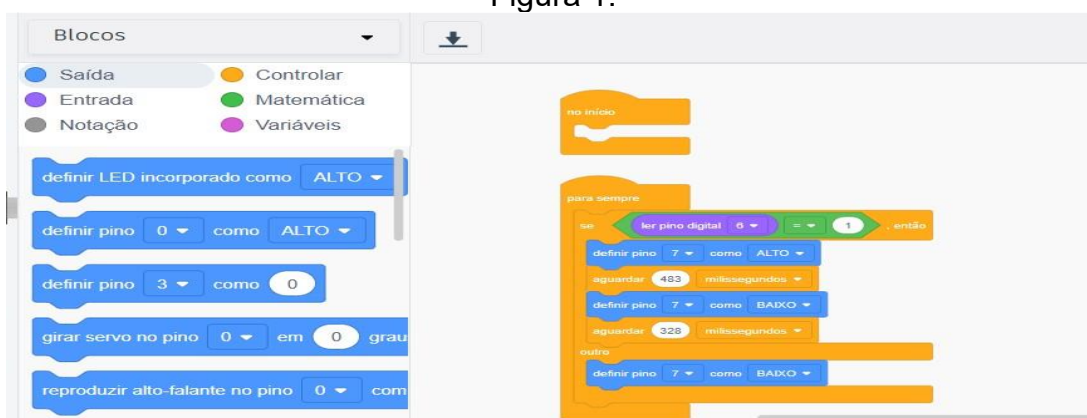 Figura 1.
Blocos
Saída
Controlar
Entrada
Matemática
Notação
Variáveis
definir LED incorporado como ALTO
definir pino 0 como ALTO
definir pino 3 como 0
girar servo no pino 0 em 0 grau
reproduzir alto-falante no pino 0 com
no início
para sempre
se ler pino digital 6 = 1 , então
definir pino 7 como ALTO
aguardar 483 milissegundos
definir pino 7 como BAIXO
aguardar 328 milissegundos
outro
definir pino 7 como BAIXO